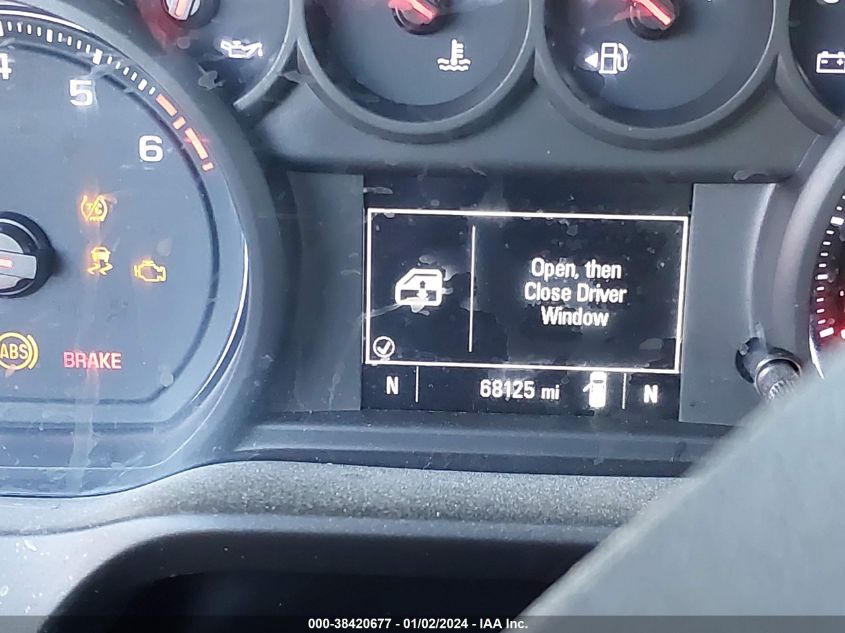 4
5
6
TC
ABS
BRAKE
Open, then
Close Driver
Window
N
68125 mi
N
000-38420677 - 01/02/2024 - IAA Inc.